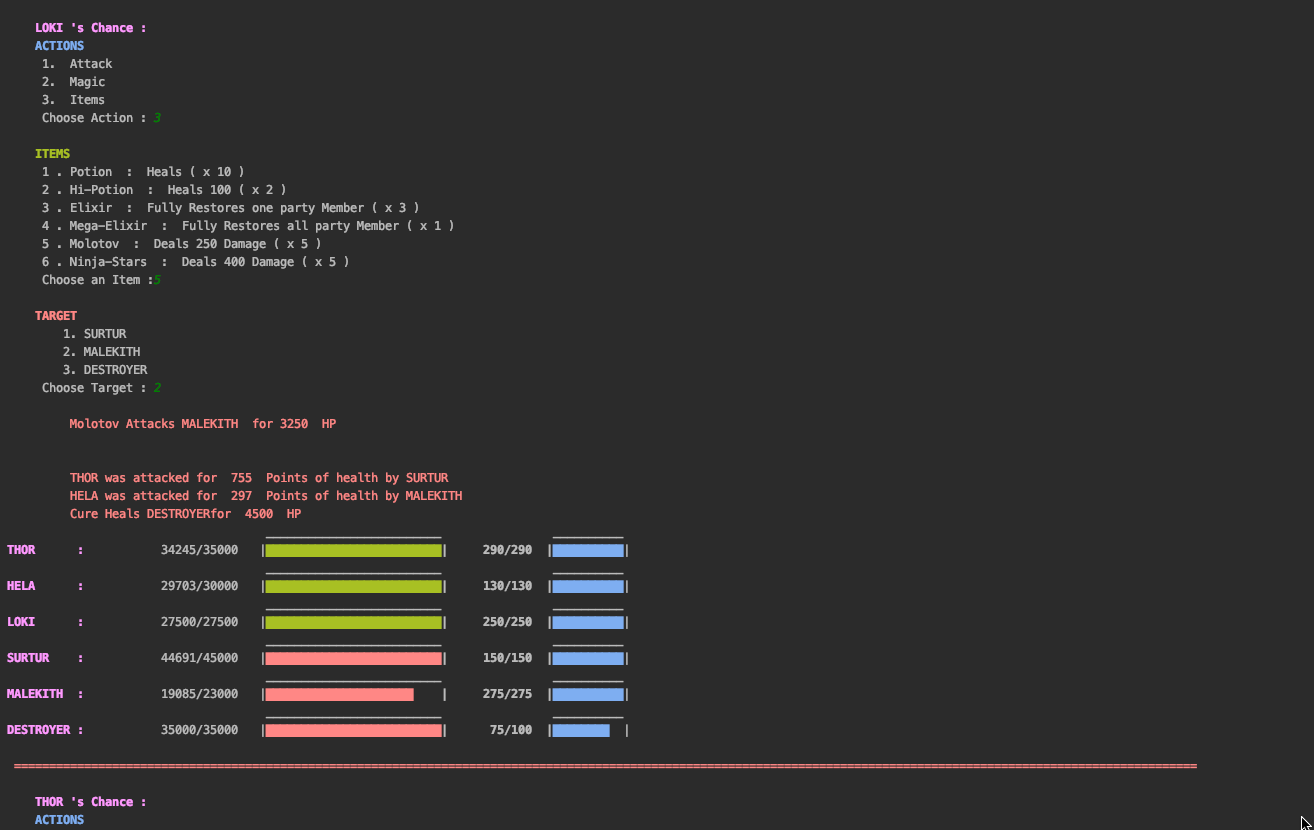 LOKI 's Chance :
ACTIONS
1. Attack
2. Magic
3. Items
Choose Action : 3
ITEMS
1 . Potion : Heals ( x 10 )
2 . Hi-Potion : Heals 100 ( x 2 )
3 . Elixir : Fully Restores one party Member ( x 3 )
4 . Mega-Elixir : Fully Restores all party Member ( x 1 )
5 . Molotov : Deals 250 Damage ( x 5 )
6 . Ninja-Stars : Deals 400 Damage ( x 5 )
Choose an Item :5
TARGET
1. SURTUR
2. MALEKITH
3. DESTROYER
Choose Target : 2
Molotov Attacks MALEKITH for 3250 HP
THOR was attacked for 755 Points of health by SURTUR
HELA was attacked for 297 Points of health by MALEKITH
Cure Heals DESTROYERfor 4500 HP
THOR : 34245/35000 290/290
HELA : 29703/30000 130/130
LOKI : 27500/27500 250/250
SURTUR : 44691/45000 150/150
MALEKITH : 19085/23000 275/275
DESTROYER : 35000/35000 75/100
THOR 's Chance :
ACTIONS